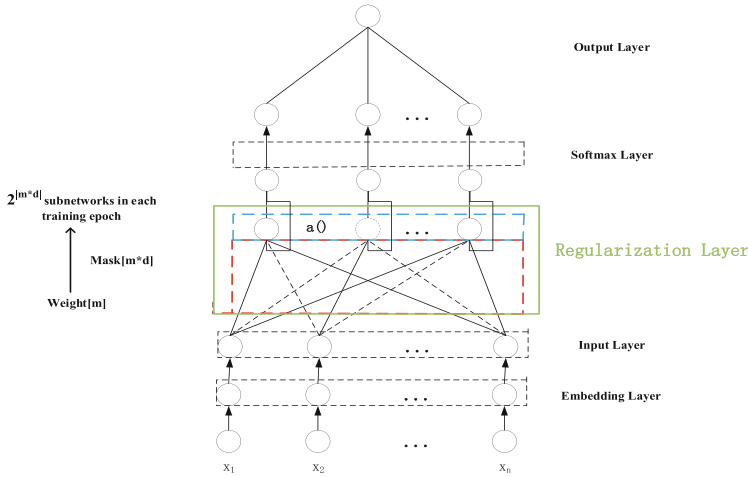 Output Layer
...
Softmax Layer
2^|m*d| subnetworks in each
training epoch
a()
...
Regularization Layer
Mask[m*d]
Weight[m]
...
Input Layer
...
Embedding Layer
...
x₁ x₂ xₙ